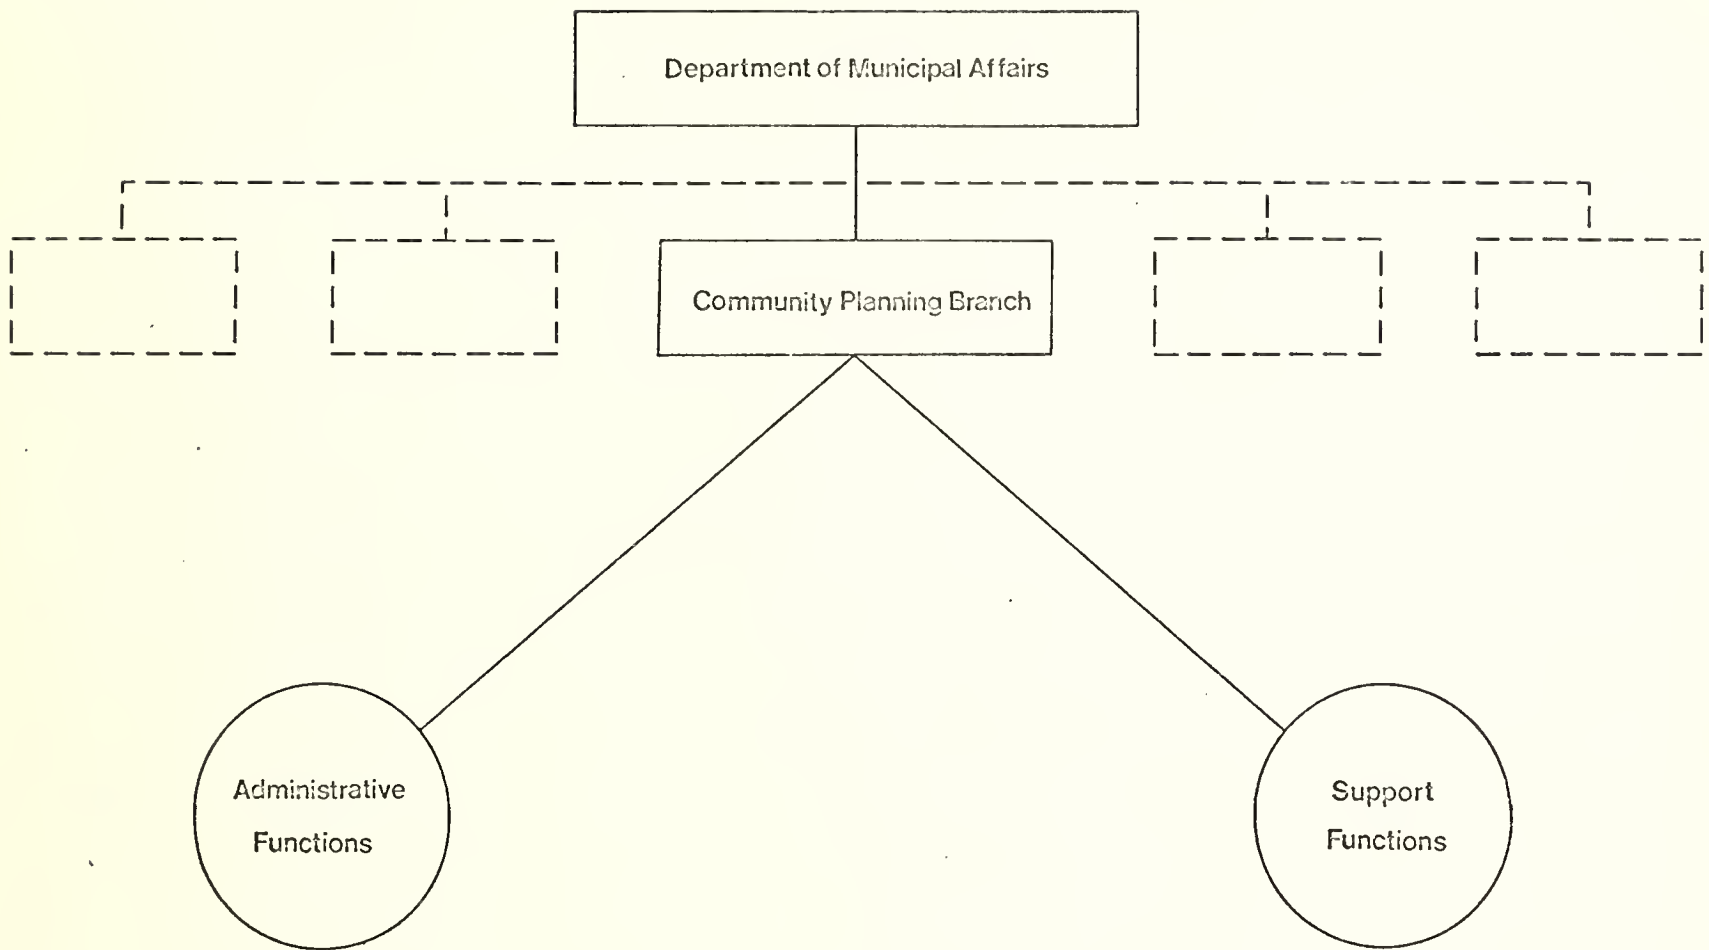 Department of Municipal Affairs
Community Planning Branch
Administrative
Functions
Support
Functions